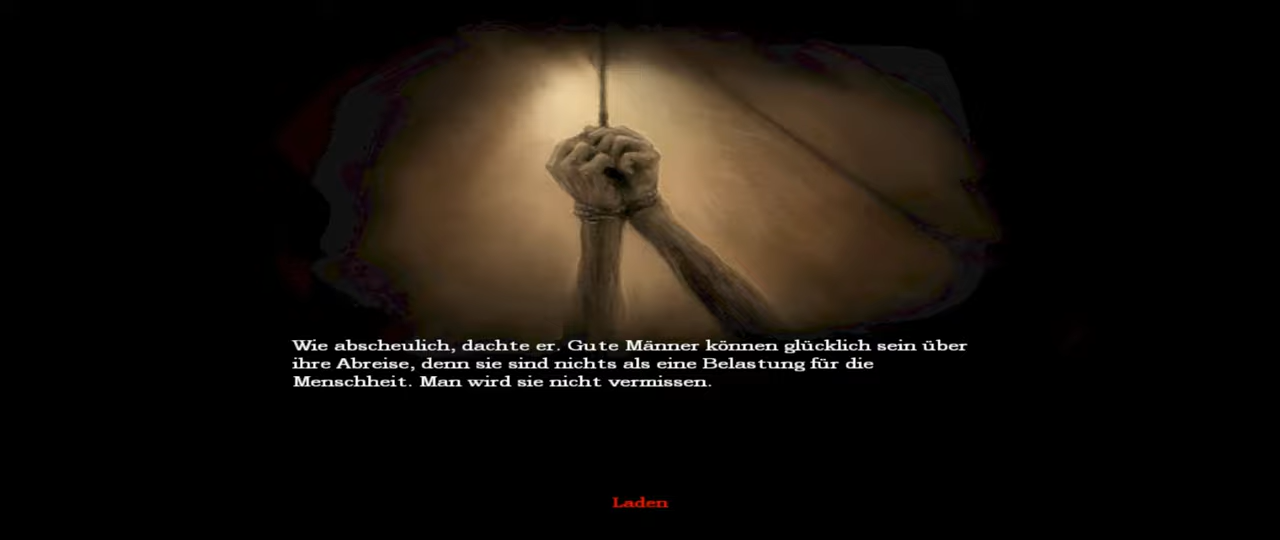 Wie abscheulich, dachte er. Gute Männer können glücklich sein über
ihre Abreise, denn sie sind nichts als eine Belastung für die
Menschheit. Man wird sie nicht vermissen.
Laden